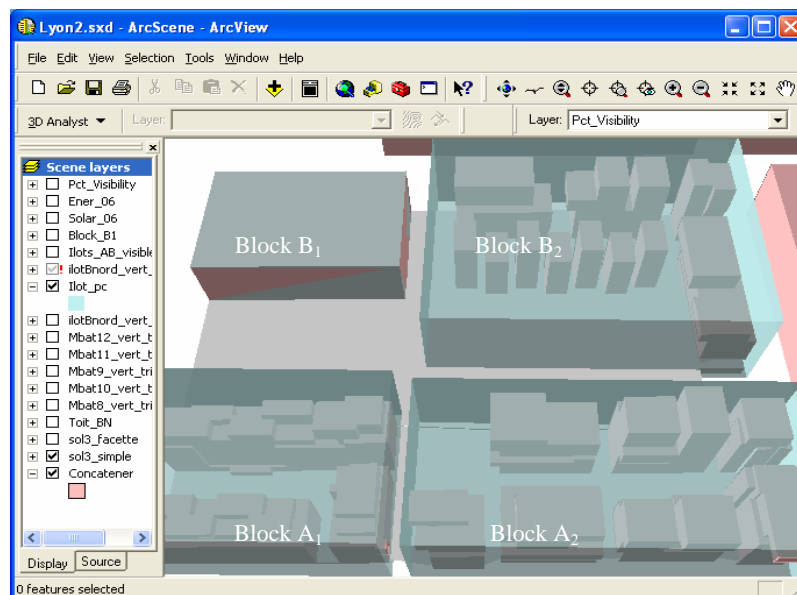 Lyon2.sxd - ArcScene - ArcView
File Edit View Selection Tools Window Help
3D Analyst Layer: Layer: Pct_Visibility
Scene layers
Pct_Visibility
Ener_06
Solar_06
Block_B1
Ilots_AB_visible
ilotBnord_vert_
Ilot_pc
ilotBnord_vert_
Mbat12_vert_t
Mbat11_vert_t
Mbat9_vert_tri
Mbat10_vert_t
Mbat8_vert_tri
Toit_BN
sol3_facette
sol3_simple
Concatener
Display Source
0 features selected
Block B₁
Block B₂
Block A₁
Block A₂